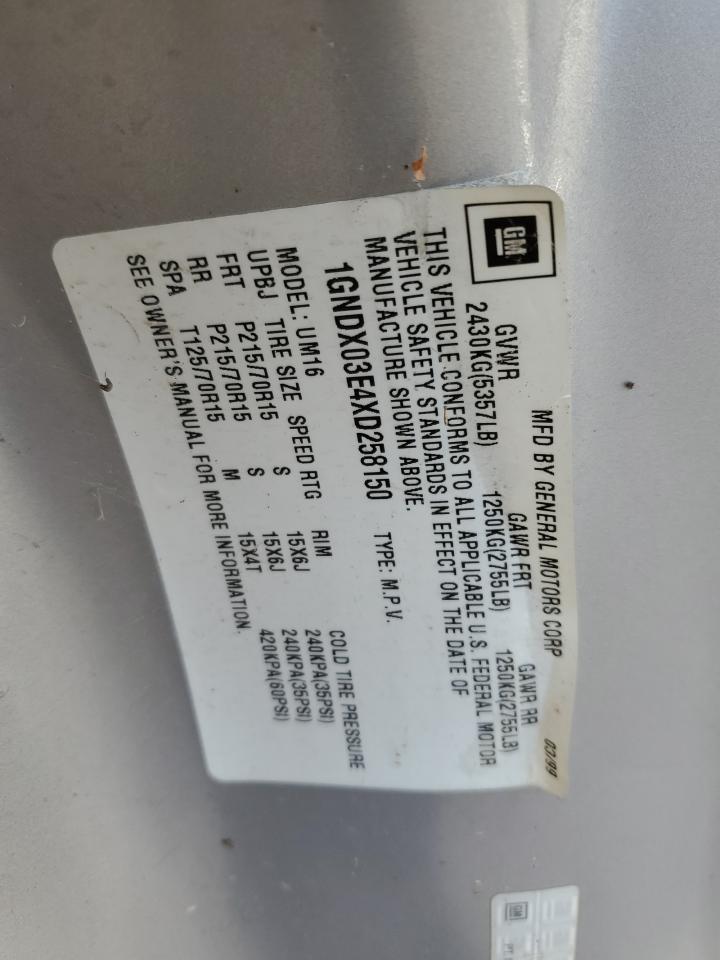 GM
MFD BY GENERAL MOTORS CORP 03/99
GVWR GAWR FRT GAWR RR
2430KG(5357LB) 1250KG(2755LB) 1250KG(2755LB)
THIS VEHICLE CONFORMS TO ALL APPLICABLE U.S. FEDERAL MOTOR
VEHICLE SAFETY STANDARDS IN EFFECT ON THE DATE OF
MANUFACTURE SHOWN ABOVE.
1GNDX03E4XD258150 TYPE: M.P.V.
MODEL: UM16
UPBJ TIRE SIZE SPEED RTG RIM COLD TIRE PRESSURE
FRT P215/70R15 S 15X6J 240KPA(35PSI)
RR P215/70R15 S 15X6J 240KPA(35PSI)
SPA T125/70R15 M 15X4T 420KPA(60PSI)
SEE OWNER'S MANUAL FOR MORE INFORMATION.
GM